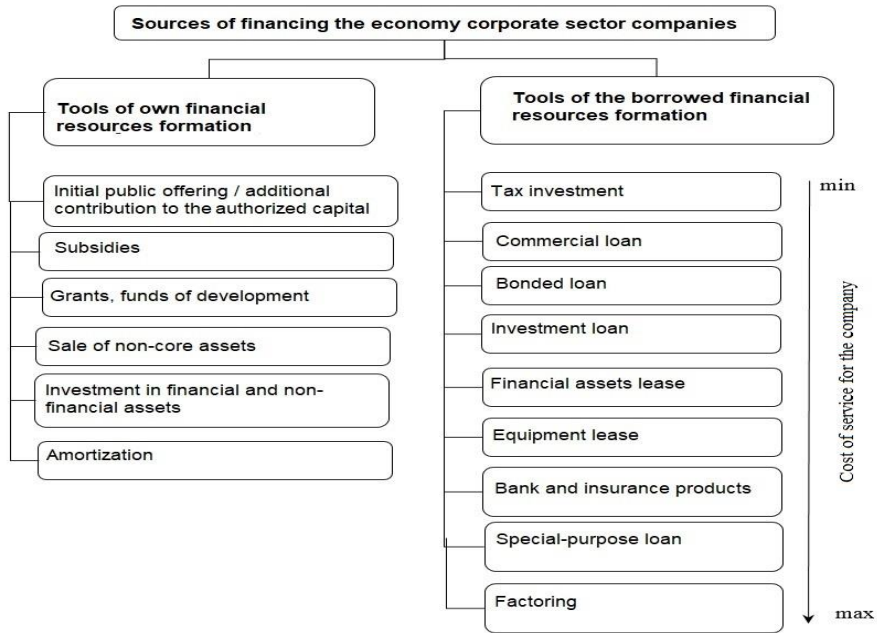 Sources of financing the economy corporate sector companies
Tools of own financial
resources formation
Initial public offering / additional
contribution to the authorized capital
Subsidies
Grants, funds of development
Sale of non-core assets
Investment in financial and non-
financial assets
Amortization
Tools of the borrowed financial
resources formation
Tax investment
Commercial loan
Bonded loan
Investment loan
Financial assets lease
Equipment lease
Bank and insurance products
Special-purpose loan
Factoring
min
Cost of service for the company
max